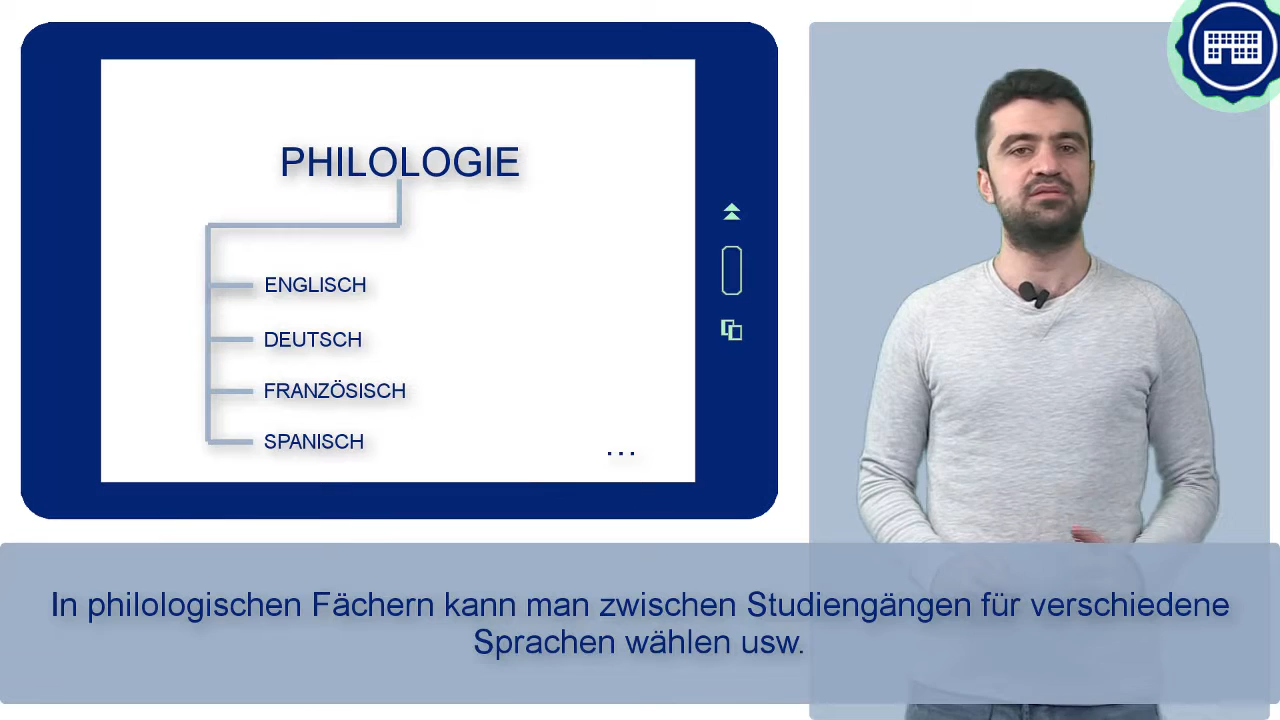 PHILOLOGIE
ENGLISCH
DEUTSCH
FRANZÖSISCH
SPANISCH
...
In philologischen Fächern kann man zwischen Studiengängen für verschiedene
Sprachen wählen usw.